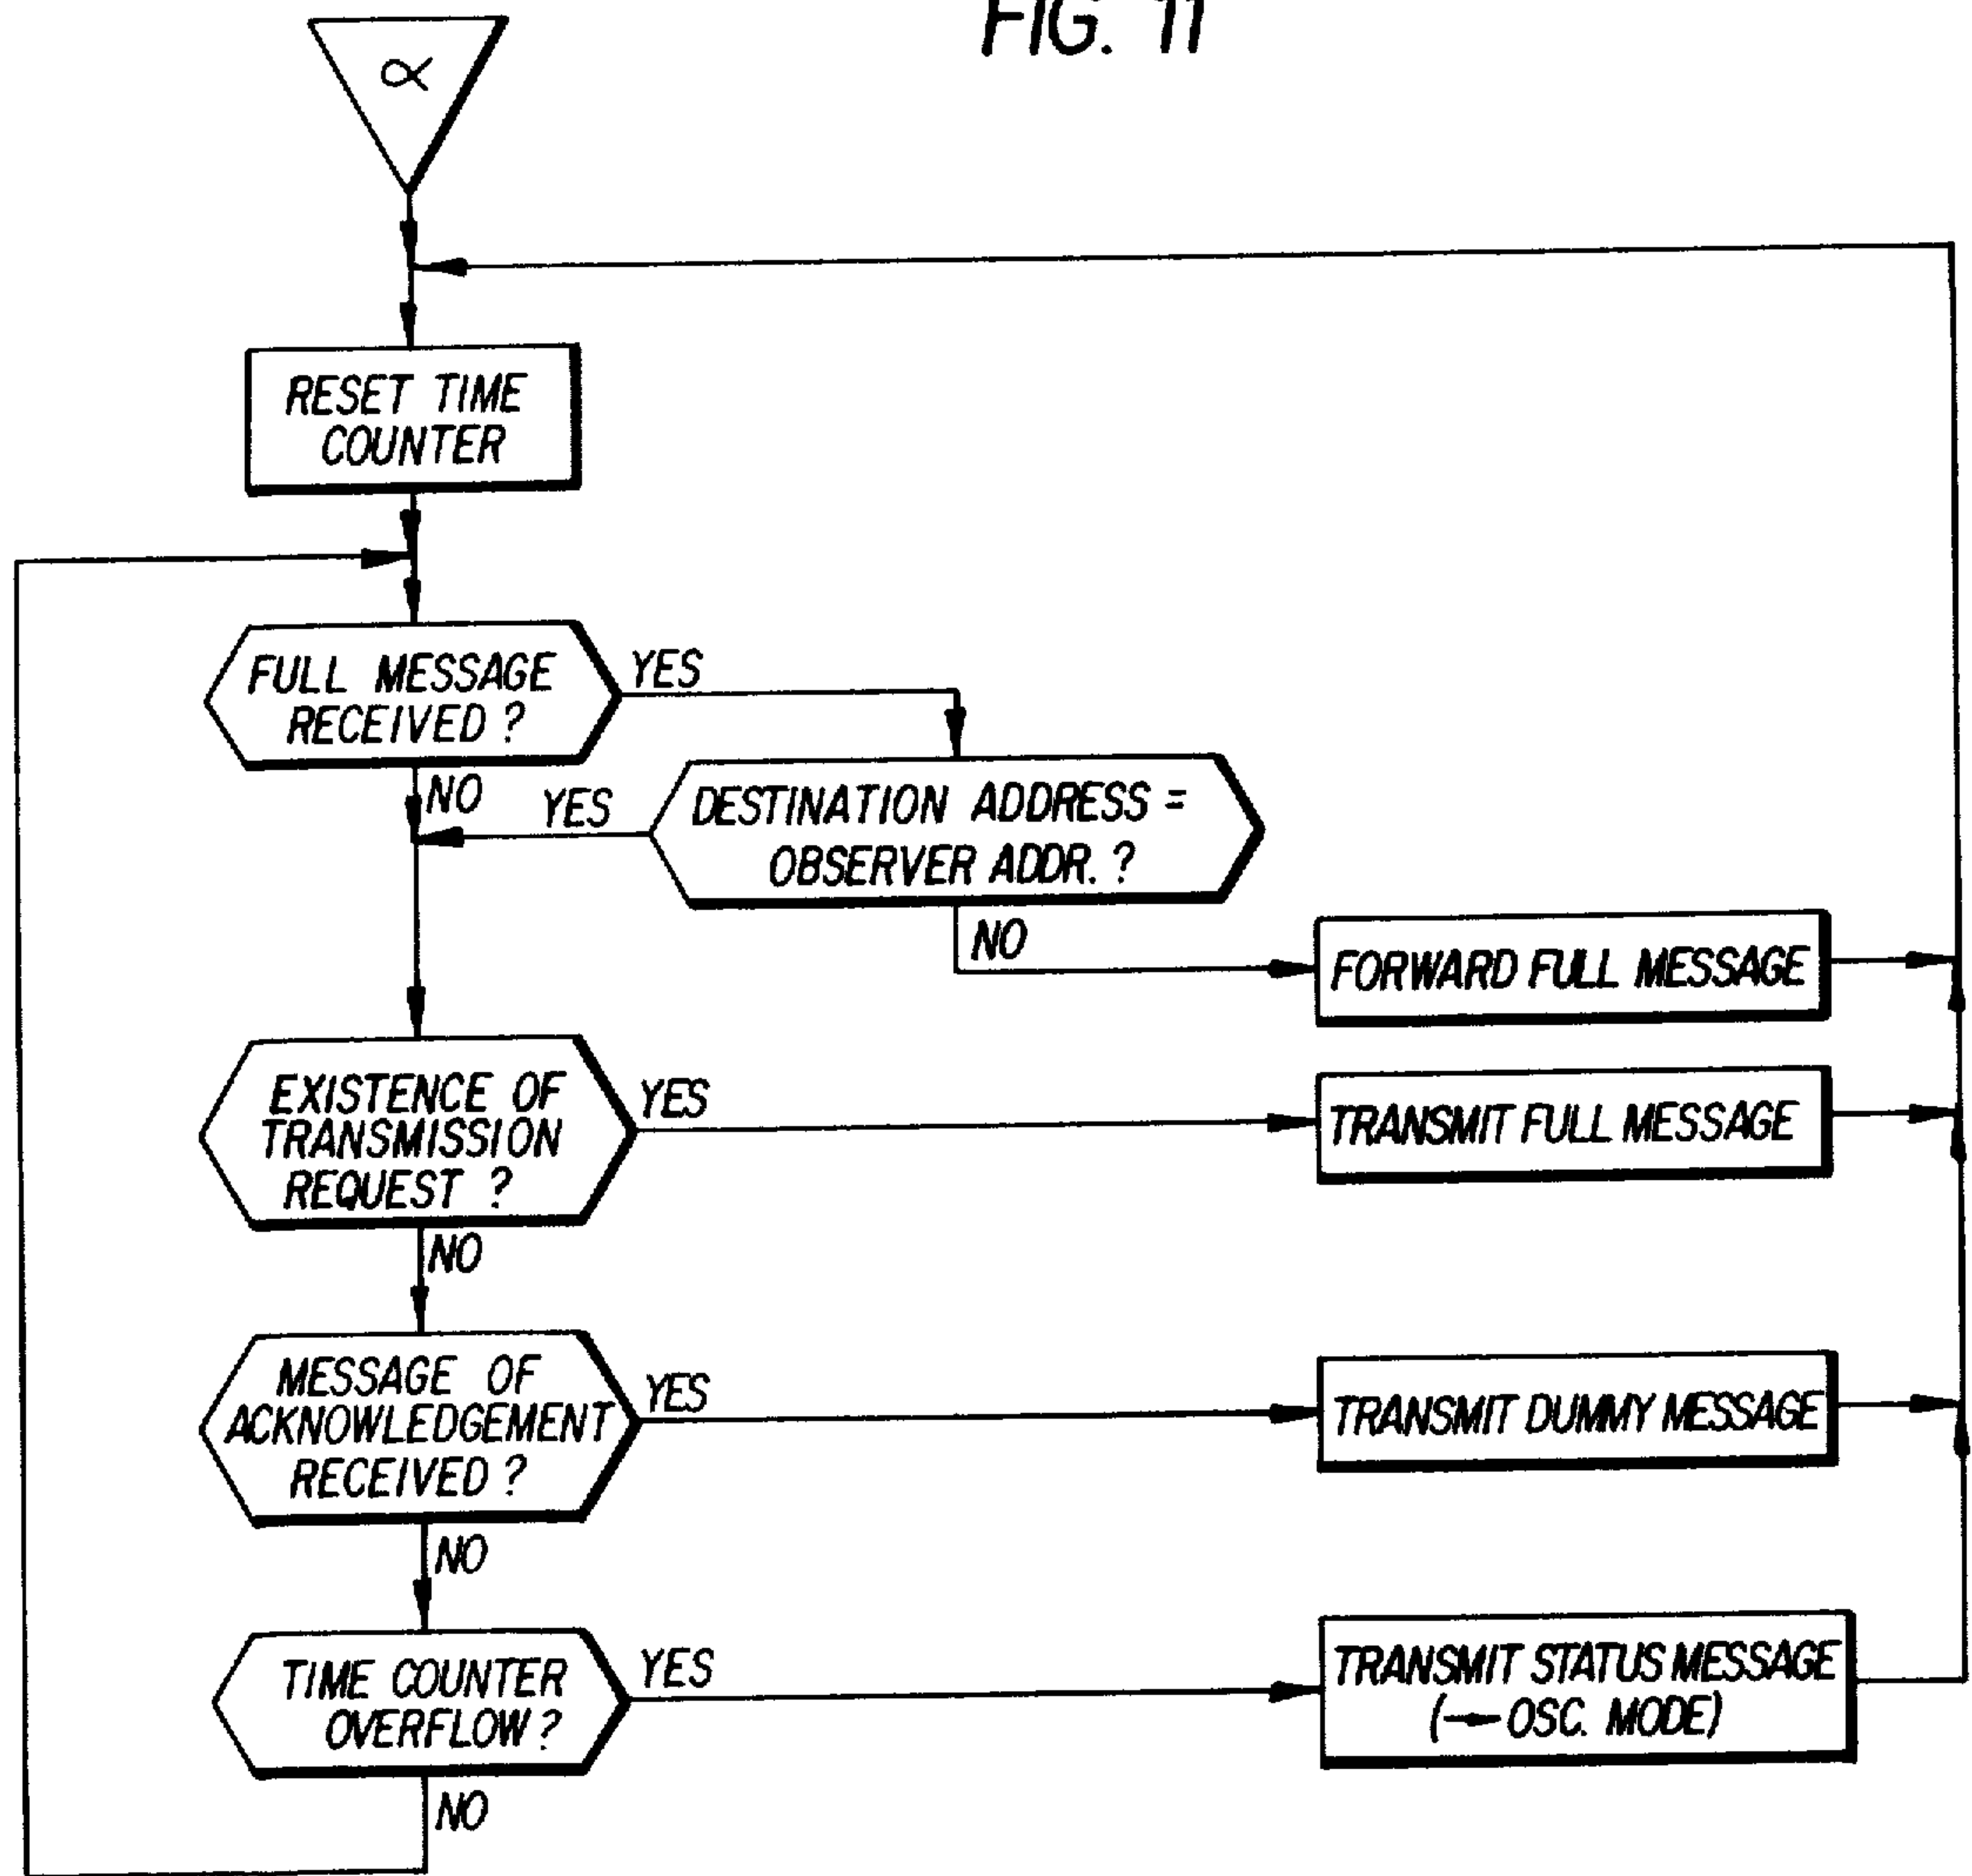 FIG. 11
α
RESET TIME
COUNTER
FULL MESSAGE
RECEIVED ?
YES
NO
YES
DESTINATION ADDRESS =
OBSERVER ADDR. ?
NO
FORWARD FULL MESSAGE
EXISTENCE OF
TRANSMISSION
REQUEST ?
YES
TRANSMIT FULL MESSAGE
NO
MESSAGE OF
ACKNOWLEDGEMENT
RECEIVED ?
YES
TRANSMIT DUMMY MESSAGE
NO
TIME COUNTER
OVERFLOW ?
YES
TRANSMIT STATUS MESSAGE
(→ OSC. MODE)
NO